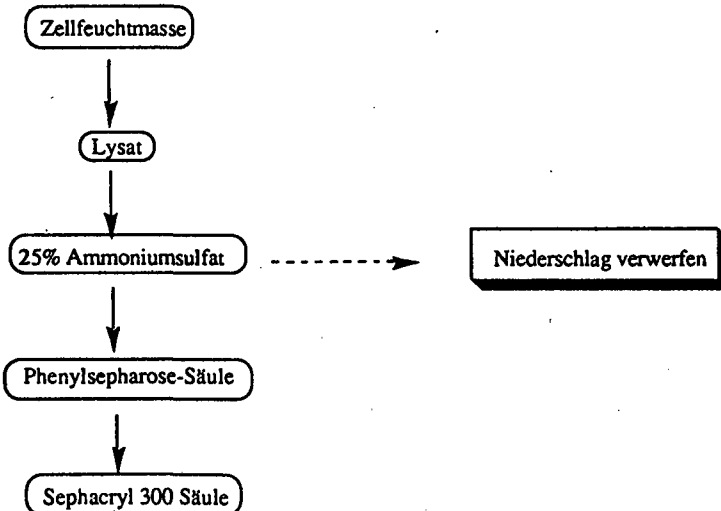 Zellfeuchtmasse
Lysat
25% Ammoniumsulfat
Niederschlag verwerfen
Phenylsepharose-Säule
Sephacryl 300 Säule